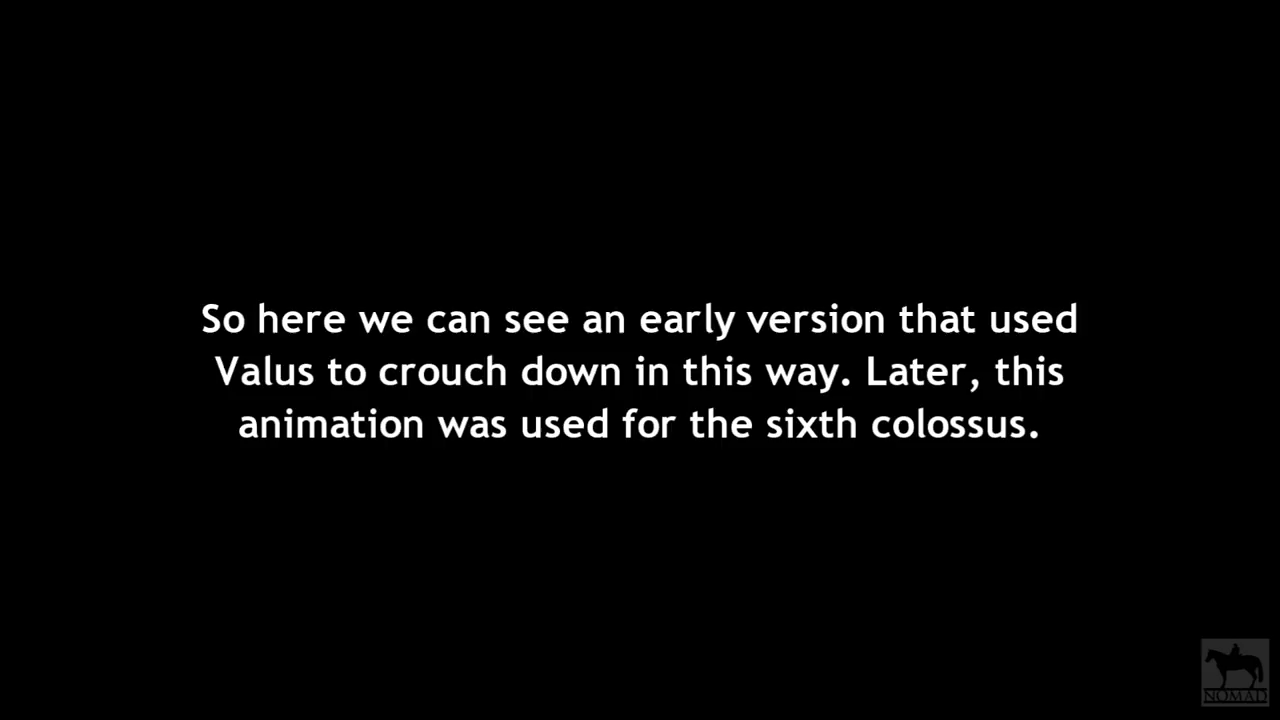 So here we can see an early version that used
Valus to crouch down in this way. Later, this
animation was used for the sixth colossus.
NOMAD